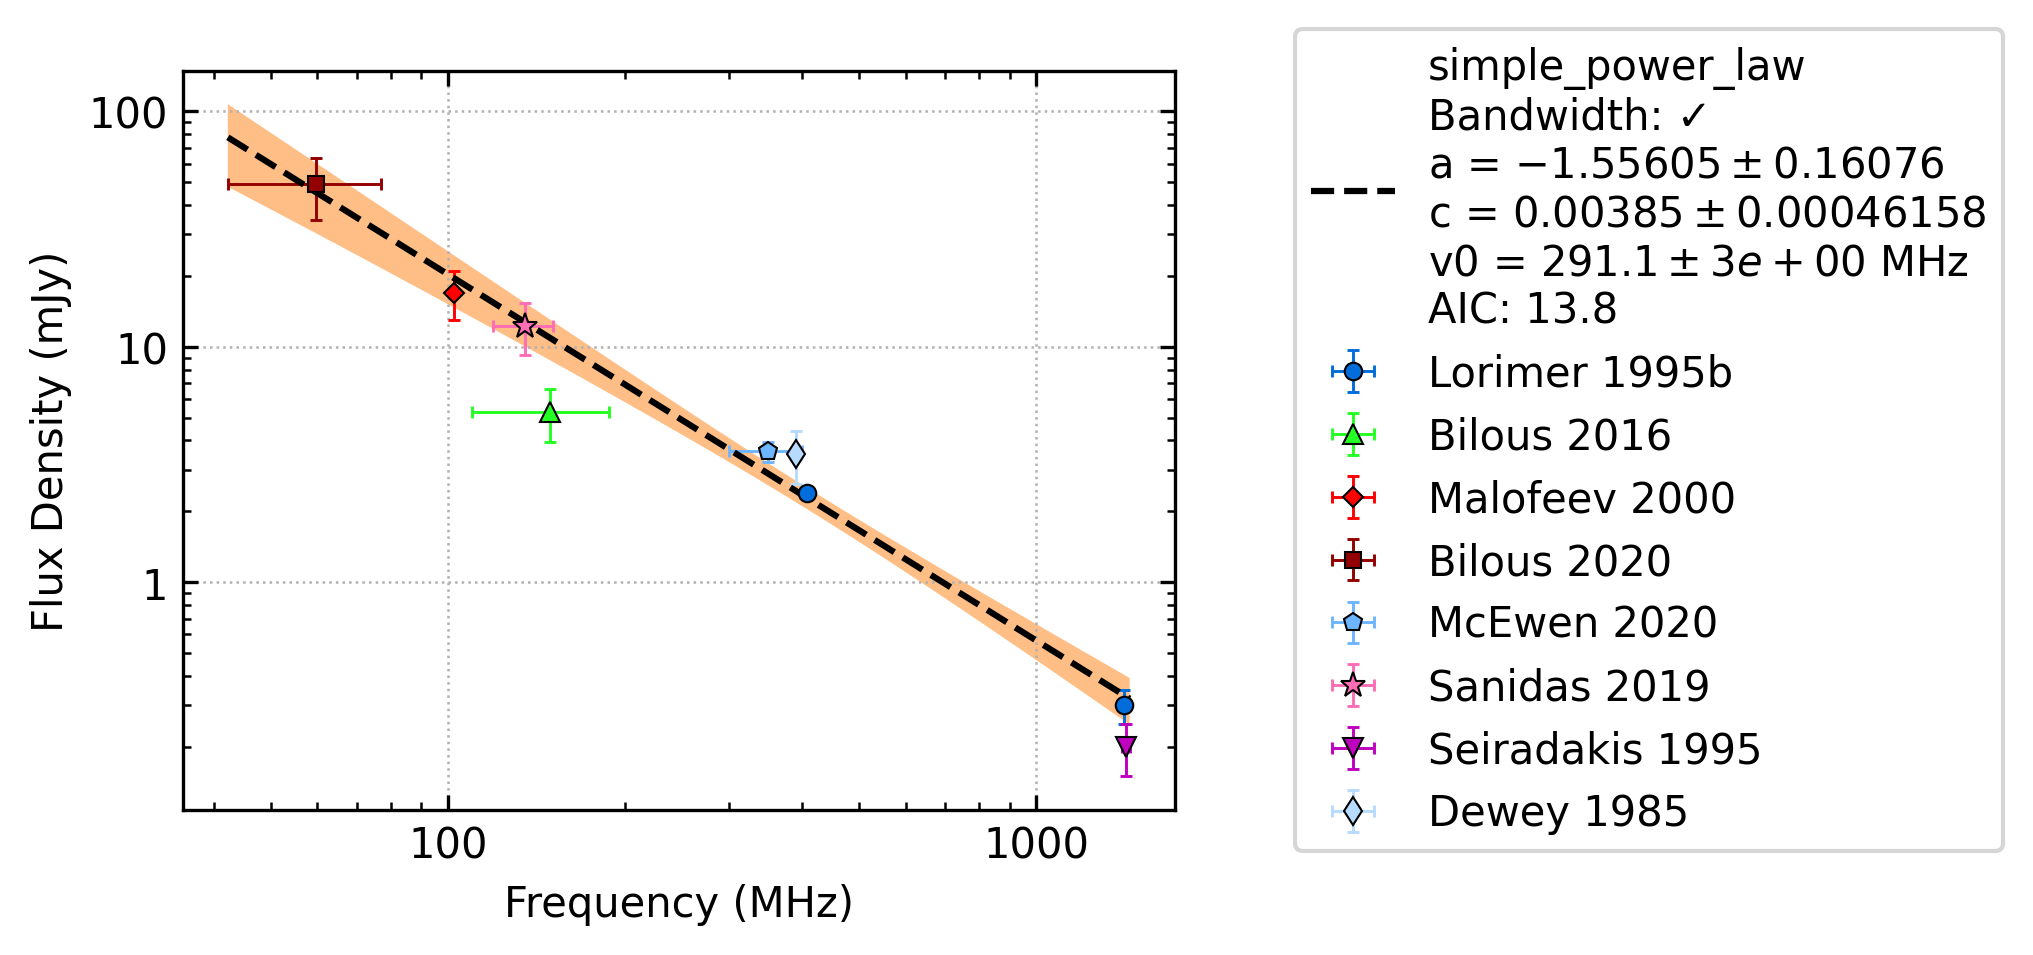 100
10
1
Flux Density (mJy)
100
1000
Frequency (MHz)
simple_power_law
Bandwidth: ✓
a = −1.55605 ± 0.16076
c = 0.00385 ± 0.00046158
v0 = 291.1 ± 3e + 00 MHz
AIC: 13.8
Lorimer 1995b
Bilous 2016
Malofeev 2000
Bilous 2020
McEwen 2020
Sanidas 2019
Seiradakis 1995
Dewey 1985